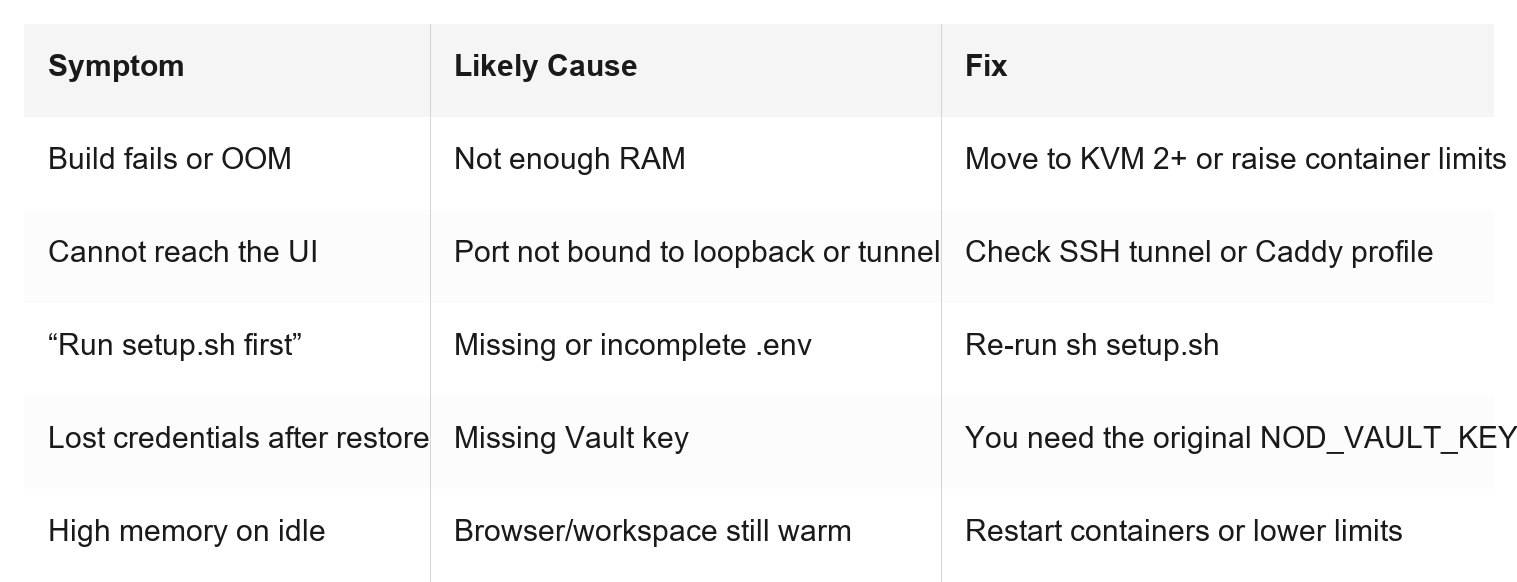 Symptom Likely Cause Fix
Build fails or OOM Not enough RAM Move to KVM 2+ or raise container limits
Cannot reach the UI Port not bound to loopback or tunnel Check SSH tunnel or Caddy profile
“Run setup.sh first” Missing or incomplete .env Re-run sh setup.sh
Lost credentials after restore Missing Vault key You need the original NOD_VAULT_KEY
High memory on idle Browser/workspace still warm Restart containers or lower limits